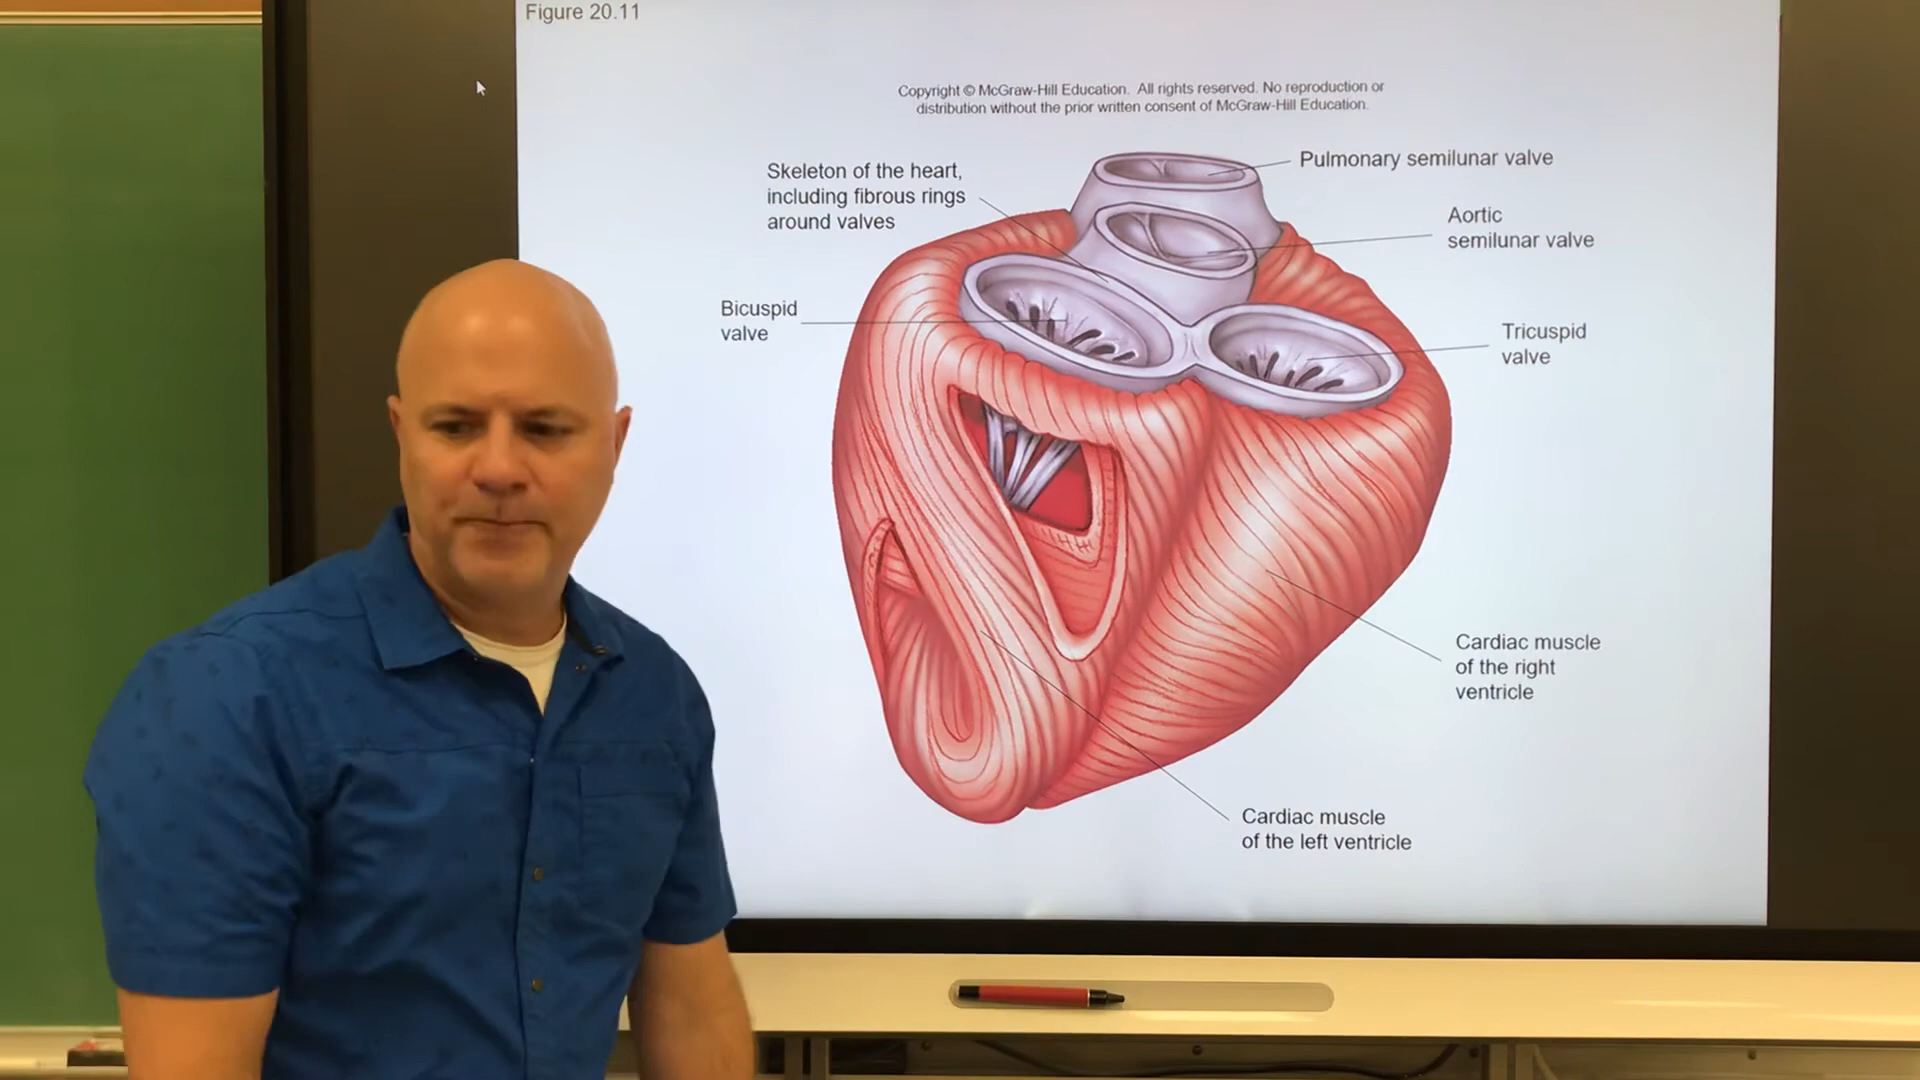 Figure 20.11
Copyright © McGraw-Hill Education. All rights reserved. No reproduction or
distribution without the prior written consent of McGraw-Hill Education.
Skeleton of the heart,
including fibrous rings
around valves
Pulmonary semilunar valve
Aortic
semilunar valve
Bicuspid
valve
Tricuspid
valve
Cardiac muscle
of the right
ventricle
Cardiac muscle
of the left ventricle